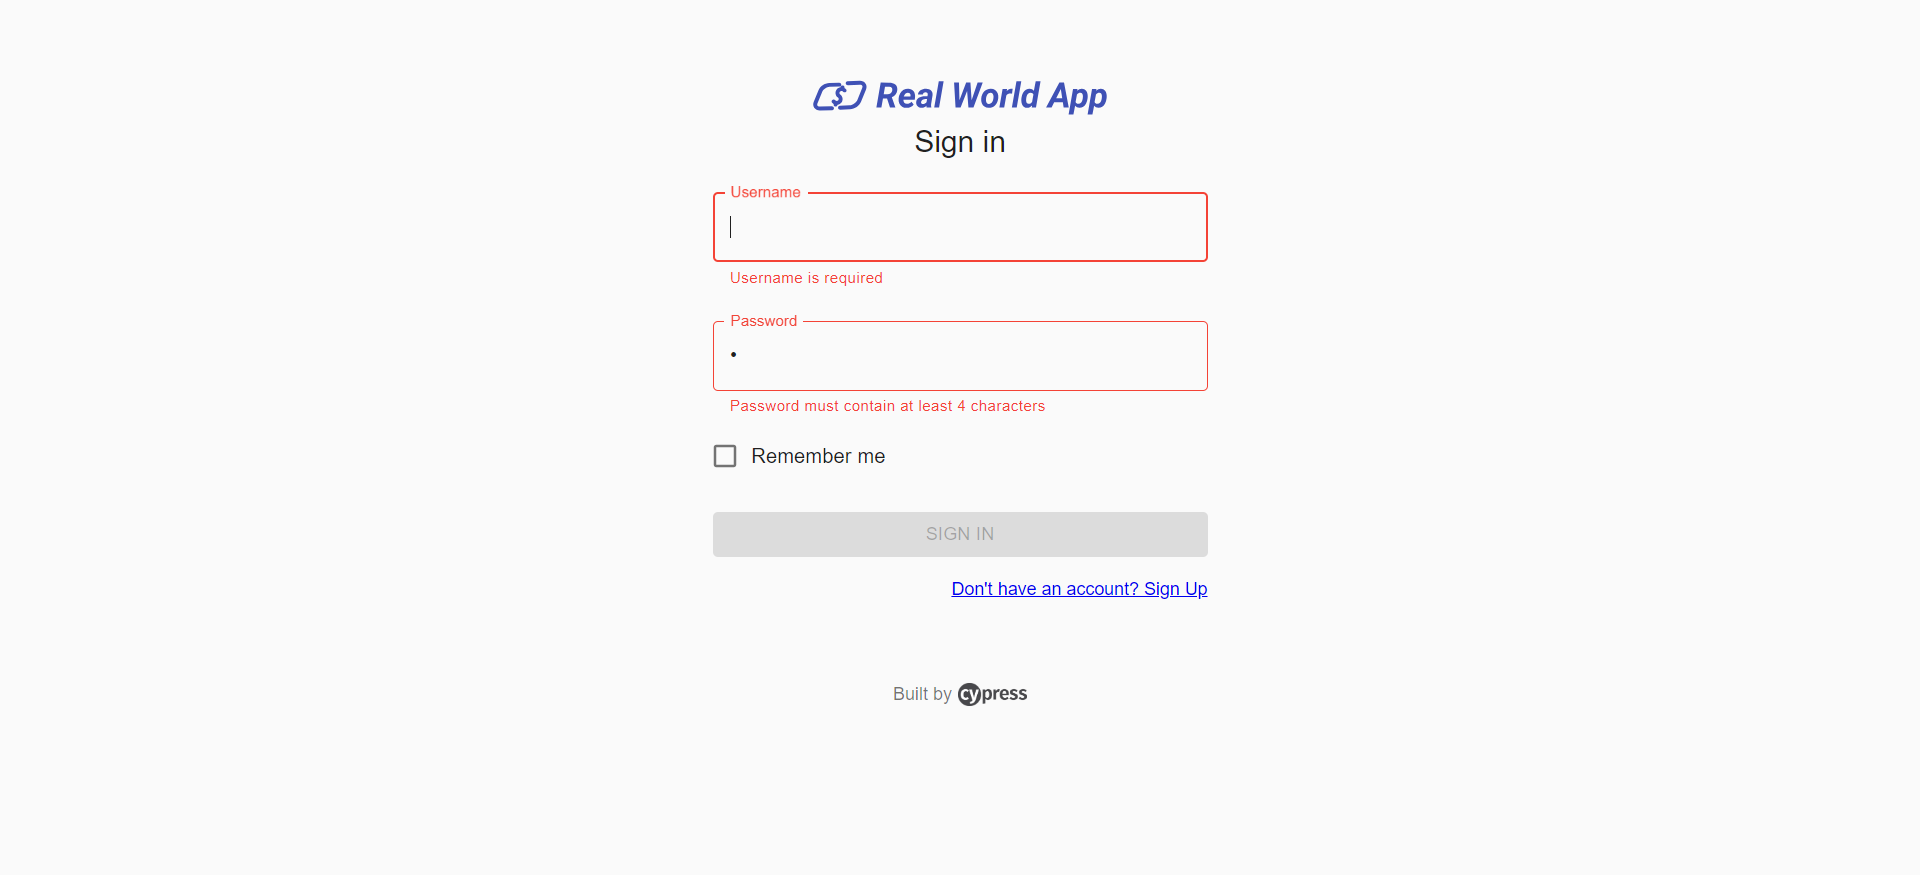 Real World App
Sign in
Username
Username is required
Password
•
Password must contain at least 4 characters
Remember me
SIGN IN
Don't have an account? Sign Up
Built by cypress